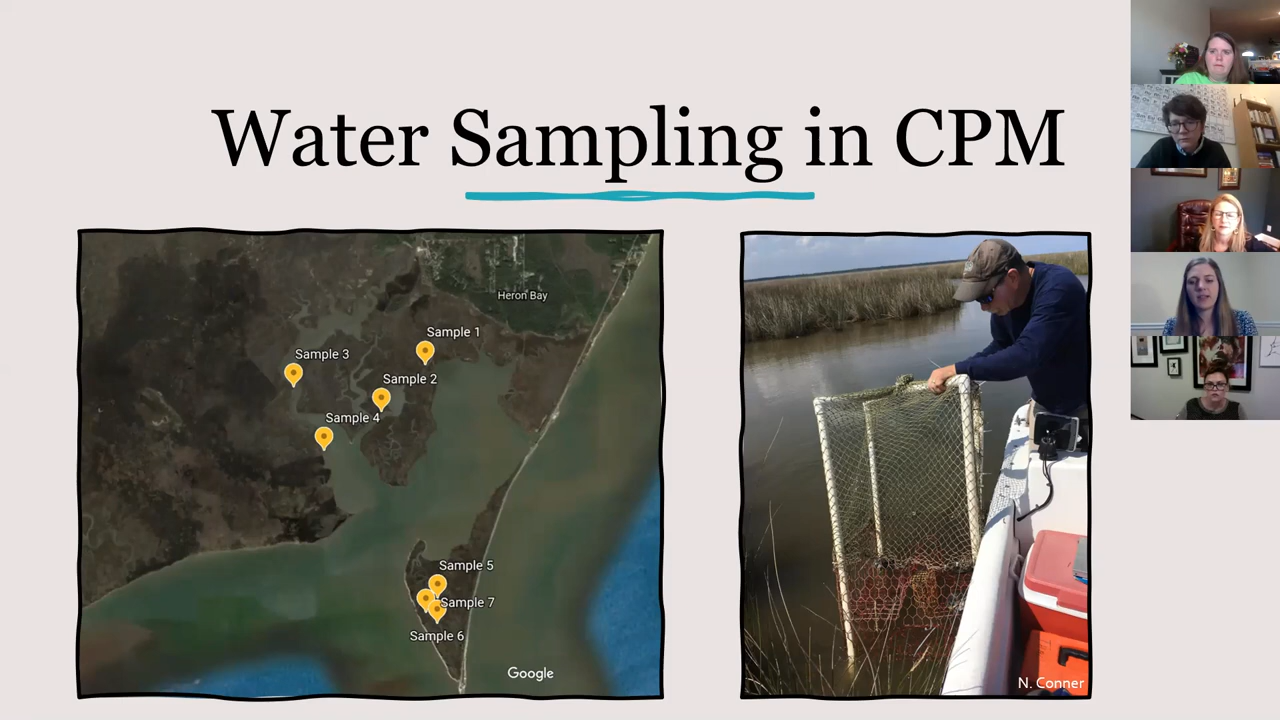 Water Sampling in CPM
Heron Bay
Sample 1
Sample 3
Sample 2
Sample 4
Sample 5
Sample 7
Sample 6
Google
N. Conner